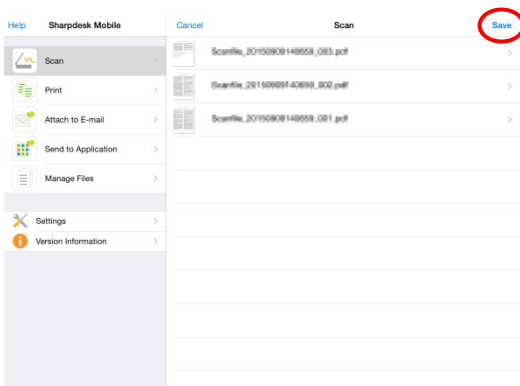 Help Sharpdesk Mobile Cancel Scan Save
Scan
Print
Attach to E-mail
Send to Application
Manage Files
Settings
Version Information